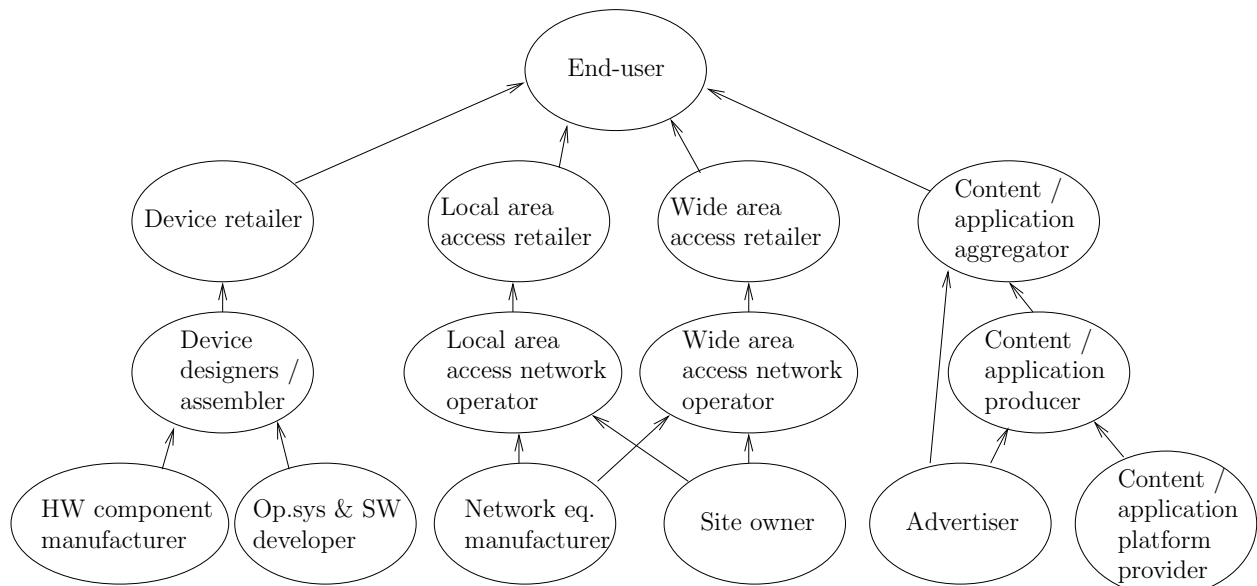 End-user
Device retailer
Local area
access retailer
Wide area
access retailer
Content /
application
aggregator
Device
designers /
assembler
Local area
access network
operator
Wide area
access network
operator
Content /
application
producer
HW component
manufacturer
Op.sys & SW
developer
Network eq.
manufacturer
Site owner
Advertiser
Content /
application
platform
provider